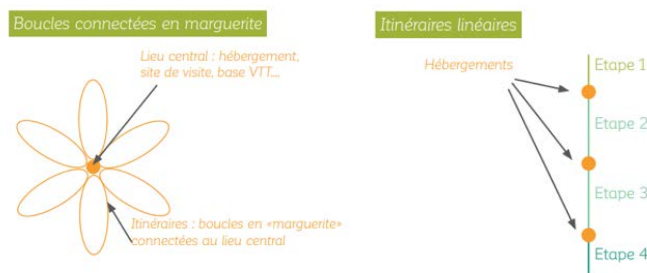 Boucles connectées en marguerite
Lieu central : hébergement,
site de visite, base VTT...
Itinéraires : boucles en «marguerite»
connectées au lieu central
Itinéraires linéaires
Hébergements
Etape 1
Etape 2
Etape 3
Etape 4